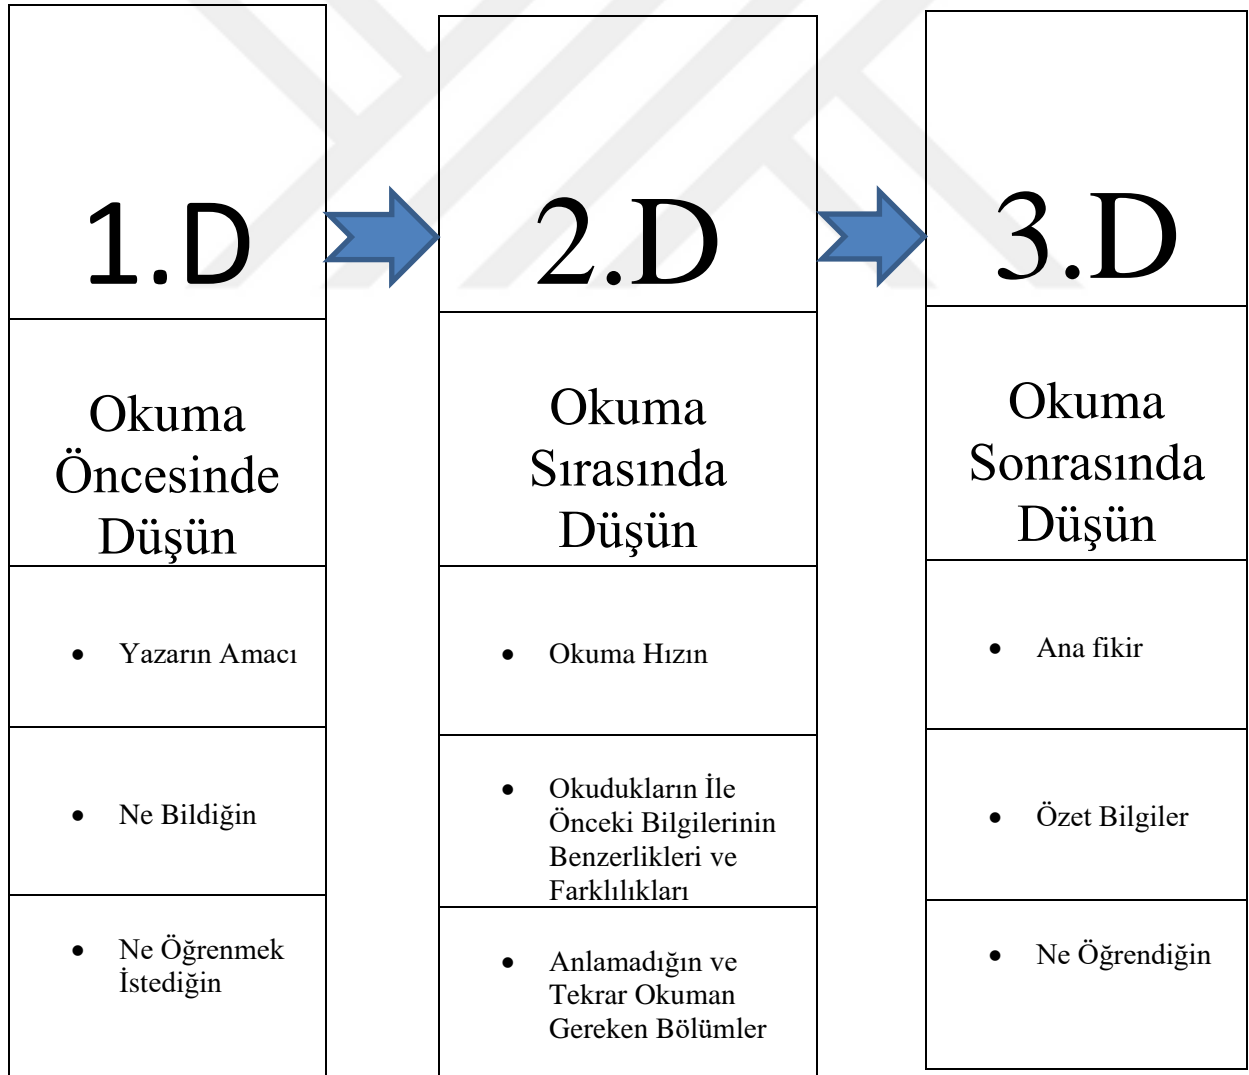 1.D
Okuma
Öncesinde
Düşün
• Yazarın Amacı
• Ne Bildiğin
• Ne Öğrenmek
İstediğin
2.D
Okuma
Sırasında
Düşün
• Okuma Hızın
• Okudukların İle
Önceki Bilgilerinin
Benzerlikleri ve
Farklılıkları
• Anlamadığın ve
Tekrar Okuman
Gereken Bölümler
3.D
Okuma
Sonrasında
Düşün
• Ana fikir
• Özet Bilgiler
• Ne Öğrendiğin